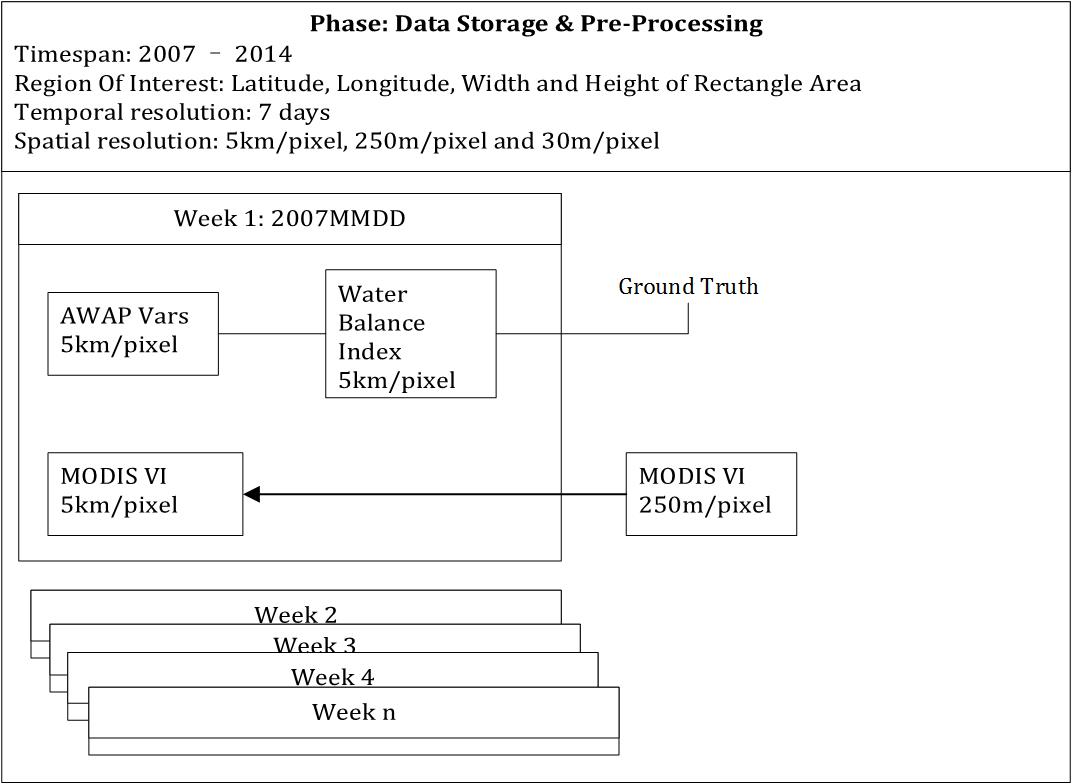 Phase: Data Storage & Pre-Processing
Timespan: 2007 – 2014
Region Of Interest: Latitude, Longitude, Width and Height of Rectangle Area
Temporal resolution: 7 days
Spatial resolution: 5km/pixel, 250m/pixel and 30m/pixel
Week 1: 2007MMDD
AWAP Vars
5km/pixel
Water
Balance
Index
5km/pixel
Ground Truth
MODIS VI
5km/pixel
MODIS VI
250m/pixel
Week 2
Week 3
Week 4
Week n